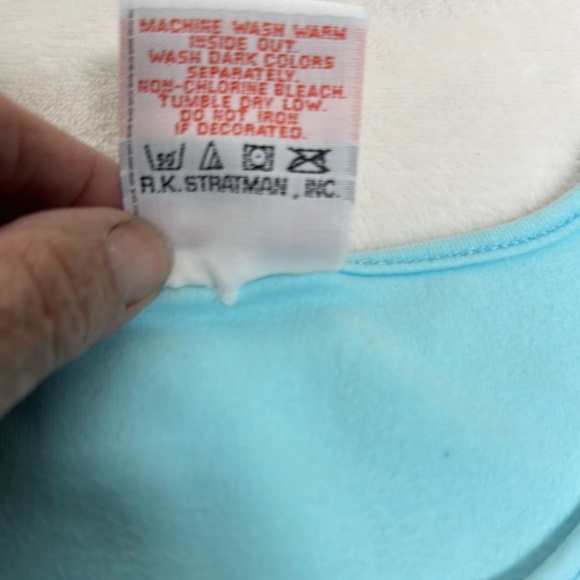 MACHINE WASH WARM
INSIDE OUT.
WASH DARK COLORS
SEPARATELY.
NON-CHLORINE BLEACH.
TUMBLE DRY LOW.
DO NOT IRON
IF DECORATED.
50
R.K. STRATMAN, INC.